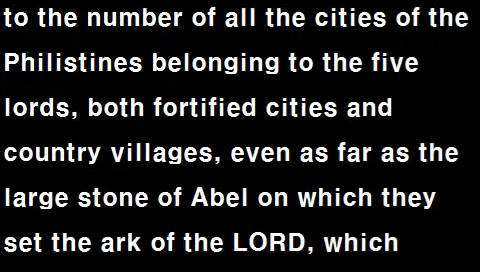 to the number of all the cities of the
Philistines belonging to the five
lords, both fortified cities and
country villages, even as far as the
large stone of Abel on which they
set the ark of the LORD, which